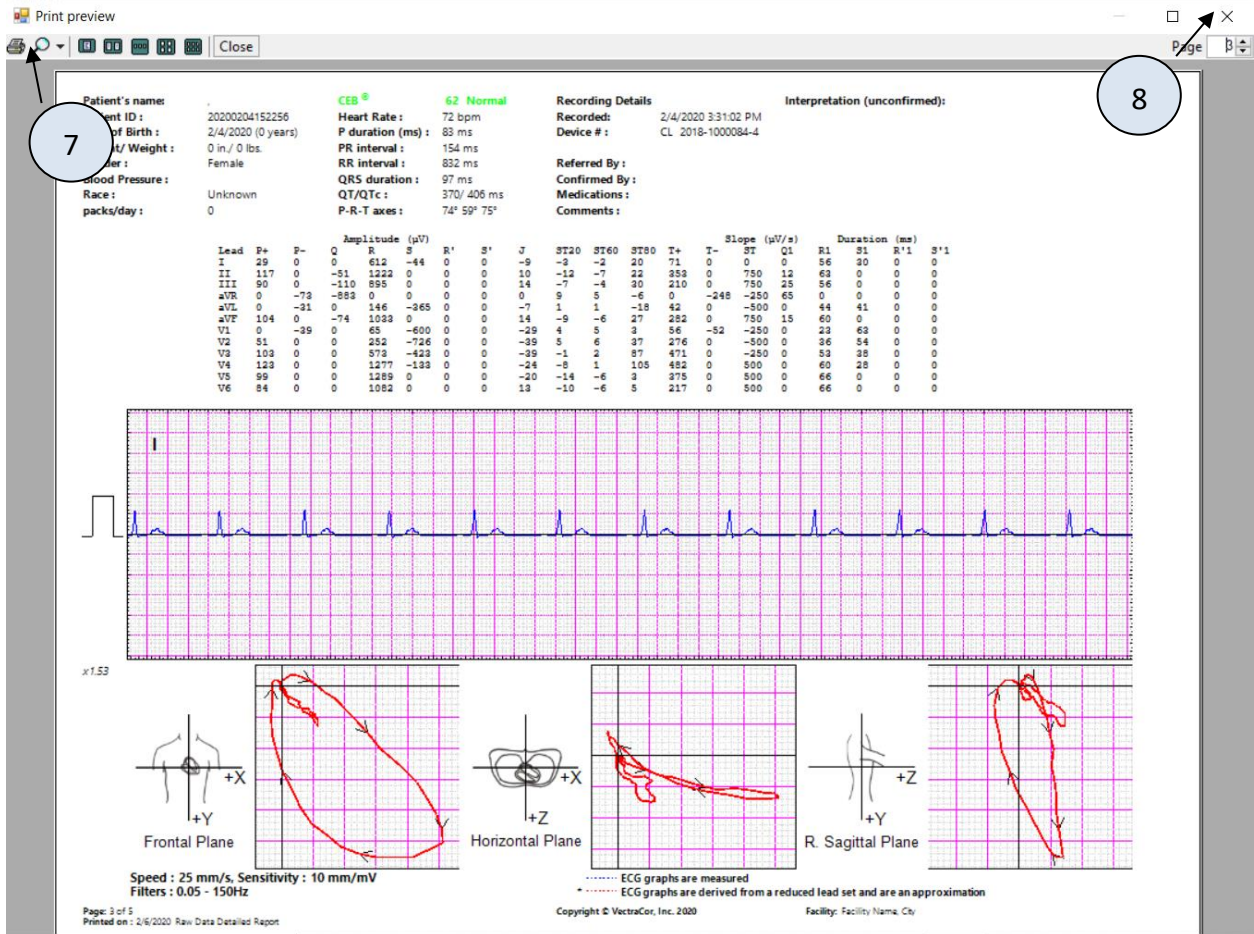 Print preview
Close
Page 3
7
8
Patient's name: , CEB ® 62 Normal Recording Details Interpretation (unconfirmed):
ent ID : 20200204152256 Heart Rate : 72 bpm Recorded: 2/4/2020 3:31:02 PM
of Birth : 2/4/2020 (0 years) P duration (ms) : 83 ms Device # : CL 2018-1000084-4
t/ Weight : 0 in./ 0 lbs. PR interval : 154 ms
der : Female RR interval : 832 ms Referred By :
Blood Pressure : QRS duration : 97 ms Confirmed By :
Race : Unknown QT/QTc : 370/ 406 ms Medications :
packs/day : 0 P-R-T axes : 74° 59° 75° Comments :
Amplitude (µV) Slope (µV/s) Duration (ms)
Lead P+ P- Q R S R' S' J ST20 ST60 ST80 T+ T- ST Q1 R1 S1 R'1 S'1
I 29 0 0 612 -44 0 0 -9 -3 -2 20 71 0 0 0 56 30 0 0
II 117 0 -51 1222 0 0 0 10 -12 -7 22 353 0 750 12 63 0 0 0
III 90 0 -110 895 0 0 0 14 -7 -4 30 210 0 750 25 56 0 0 0
aVR 0 -73 -883 0 0 0 0 0 9 5 -6 0 -248 -250 65 0 0 0 0
aVL 0 -31 0 146 -365 0 0 -7 1 1 -18 42 0 -500 0 44 41 0 0
aVF 104 0 -74 1033 0 0 0 14 -9 -6 27 282 0 750 15 60 0 0 0
V1 0 -39 0 65 -600 0 0 -29 4 5 3 56 -52 -250 0 23 63 0 0
V2 51 0 0 252 -726 0 0 -39 5 6 37 276 0 -500 0 36 54 0 0
V3 103 0 0 573 -423 0 0 -39 -1 2 87 471 0 -250 0 53 38 0 0
V4 123 0 0 1277 -133 0 0 -24 -8 1 105 482 0 500 0 60 28 0 0
V5 99 0 0 1289 0 0 0 -20 -14 -6 3 375 0 500 0 66 0 0 0
V6 84 0 0 1082 0 0 0 13 -10 -6 5 217 0 500 0 66 0 0 0
I
x1.53
+X
+Y
Frontal Plane
+X
+Z
Horizontal Plane
+Z
+Y
R. Sagittal Plane
Speed : 25 mm/s, Sensitivity : 10 mm/mV
Filters : 0.05 - 150Hz
ECG graphs are measured
* ECG graphs are derived from a reduced lead set and are an approximation
Page: 3 of 5
Printed on : 2/6/2020 Raw Data Detailed Report
Copyright © VectraCor, Inc. 2020
Facility: Facility Name, City